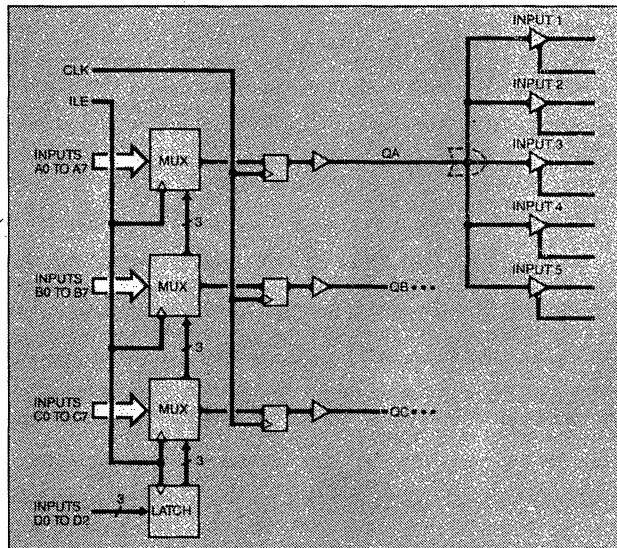 INPUT 1
CLK
ILE
INPUT 2
INPUTS
A0 TO A7
MUX
QA
INPUT 3
3
INPUT 4
INPUTS
B0 TO B7
MUX
QB • • •
INPUT 5
3
INPUTS
C0 TO C7
MUX
QC • • •
3
INPUTS
D0 TO D2
3
LATCH